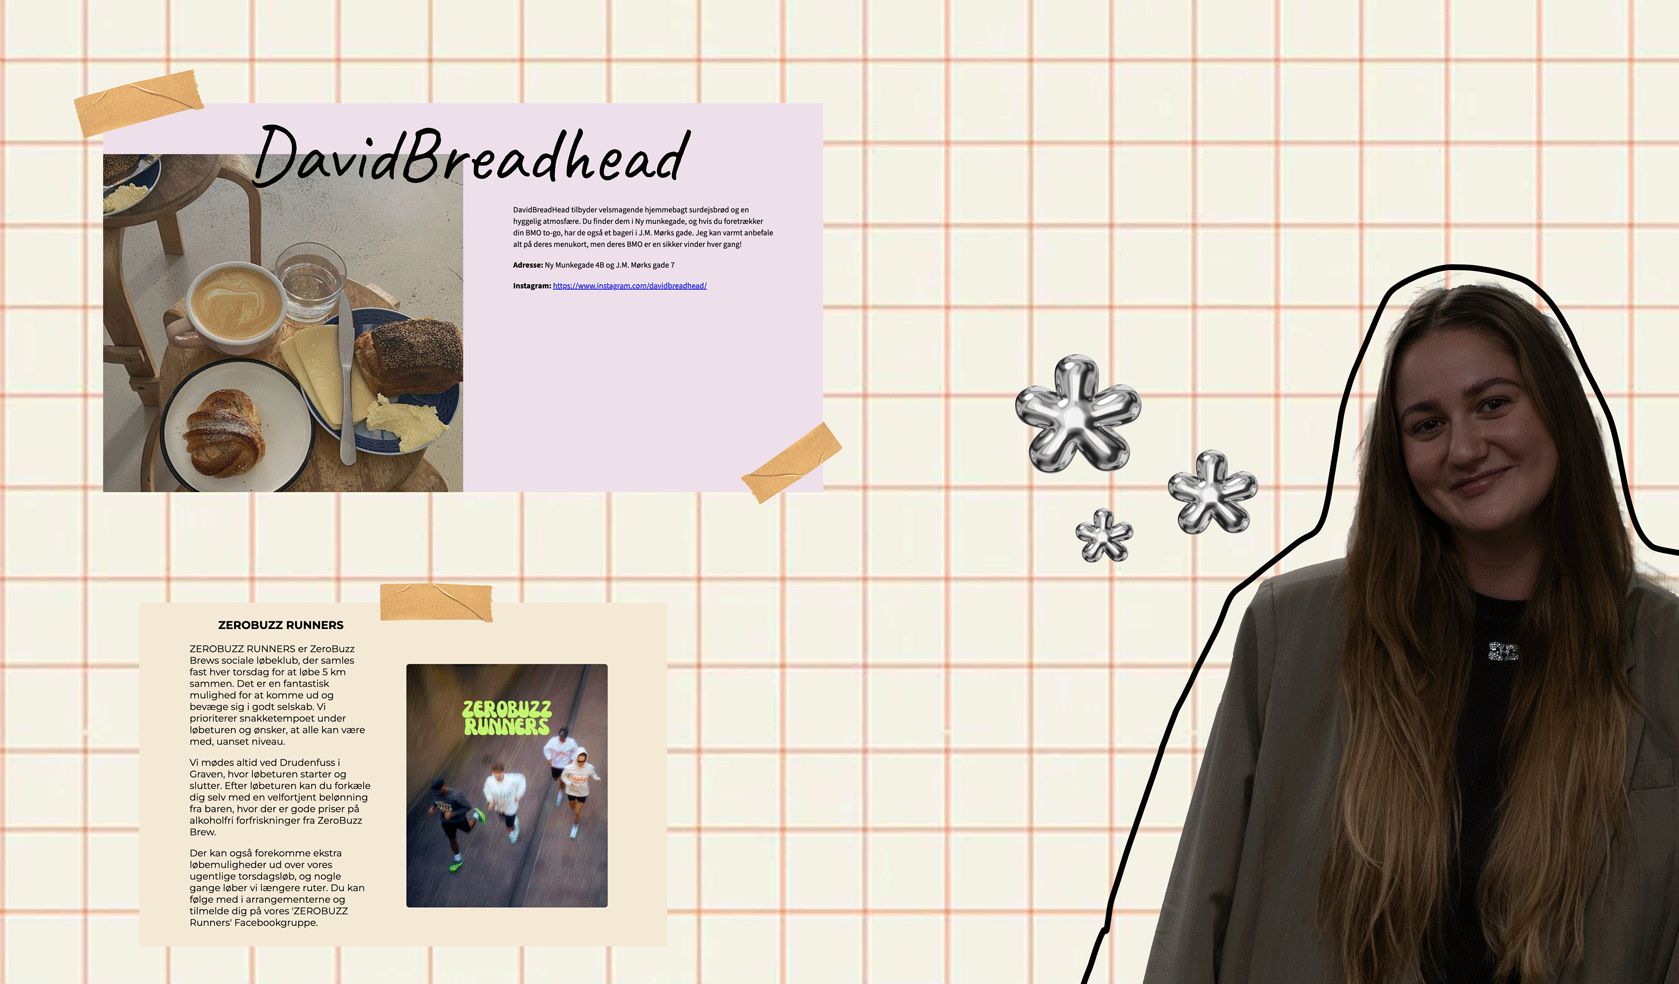 DavidBreadhead
DavidBreadHead tilbyder velsmagende hjemmebagt surdejsbrød og en
hyggelig atmosfære. Du finder dem i Ny munkegade, og hvis du foretrækker
din BMO to-go, har de også et bageri i J.M. Mørks gade. Jeg kan varmt anbefale
alt på deres menukort, men deres BMO er en sikker vinder hver gang!
Adresse: Ny Munkegade 4B og J.M. Mørks gade 7
Instagram: https://www.instagram.com/davidbreadhead/
ZEROBUZZ RUNNERS
ZEROBUZZ RUNNERS er ZeroBuzz
Brews sociale løbeklub, der samles
fast hver torsdag for at løbe 5 km
sammen. Det er en fantastisk
mulighed for at komme ud og
bevæge sig i godt selskab. Vi
prioriterer snakketempoet under
løbeturen og ønsker, at alle kan være
med, uanset niveau.
Vi mødes altid ved Drudenfuss i
Graven, hvor løbeturen starter og
slutter. Efter løbeturen kan du forkæle
dig selv med en velfortjent belønning
fra baren, hvor der er gode priser på
alkoholfri forfriskninger fra ZeroBuzz
Brew.
Der kan også forekomme ekstra
løbemuligheder ud over vores
ugentlige torsdagsløb, og nogle
gange løber vi længere ruter. Du kan
følge med i arrangementerne og
tilmelde dig på vores 'ZEROBUZZ
Runners' Facebookgruppe.
ZEROBUZZ
RUNNERS